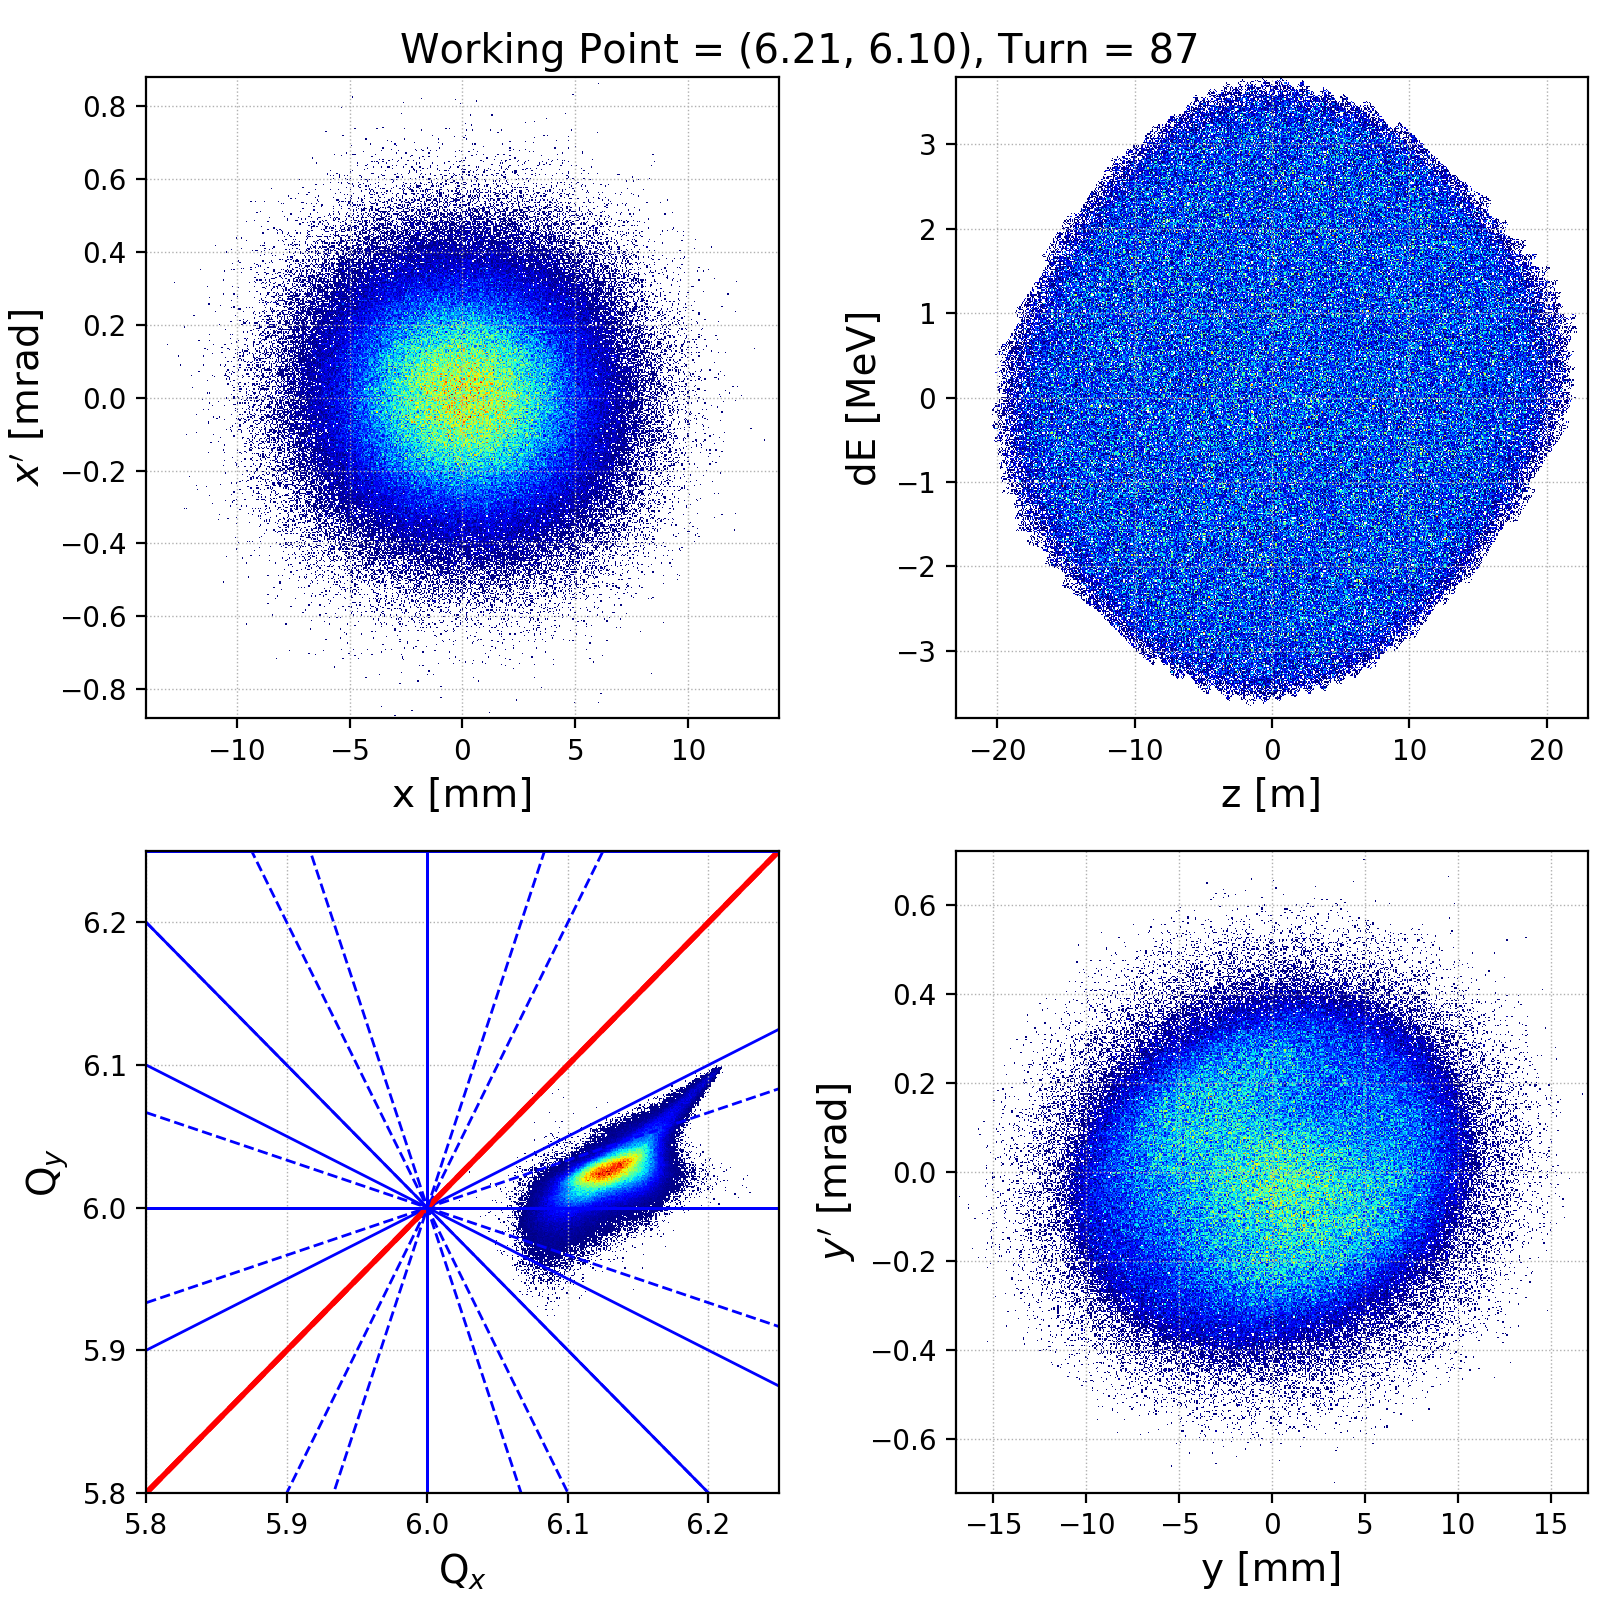 Working Point = (6.21, 6.10), Turn = 87
0.8
0.6
0.4
0.2
0.0
−0.2
−0.4
−0.6
−0.8
x′ [mrad]
−10 −5 0 5 10
x [mm]
3
2
1
0
−1
−2
−3
dE [MeV]
−20 −10 0 10 20
z [m]
6.2
6.1
6.0
5.9
5.8
Qy
5.8 5.9 6.0 6.1 6.2
Qx
0.6
0.4
0.2
0.0
−0.2
−0.4
−0.6
y′ [mrad]
−15 −10 −5 0 5 10 15
y [mm]